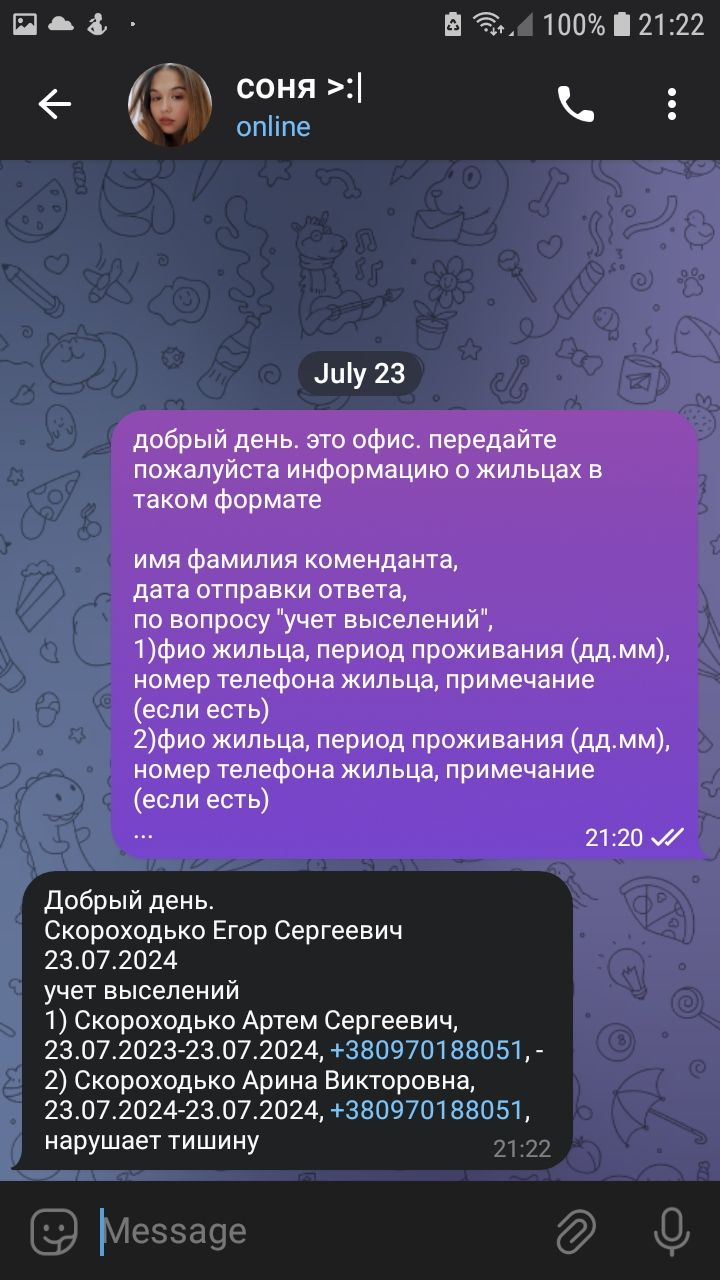 100% 21:22
соня >:|
online
July 23
добрый день. это офис. передайте
пожалуйста информацию о жильцах в
таком формате
имя фамилия коменданта,
дата отправки ответа,
по вопросу "учет выселений",
1)фио жильца, период проживания (дд.мм),
номер телефона жильца, примечание
(если есть)
2)фио жильца, период проживания (дд.мм),
номер телефона жильца, примечание
(если есть)
...
21:20
Добрый день.
Скороходько Егор Сергеевич
23.07.2024
учет выселений
1) Скороходько Артем Сергеевич,
23.07.2023-23.07.2024, +380970188051, -
2) Скороходько Арина Викторовна,
23.07.2024-23.07.2024, +380970188051,
нарушает тишину
21:22
Message